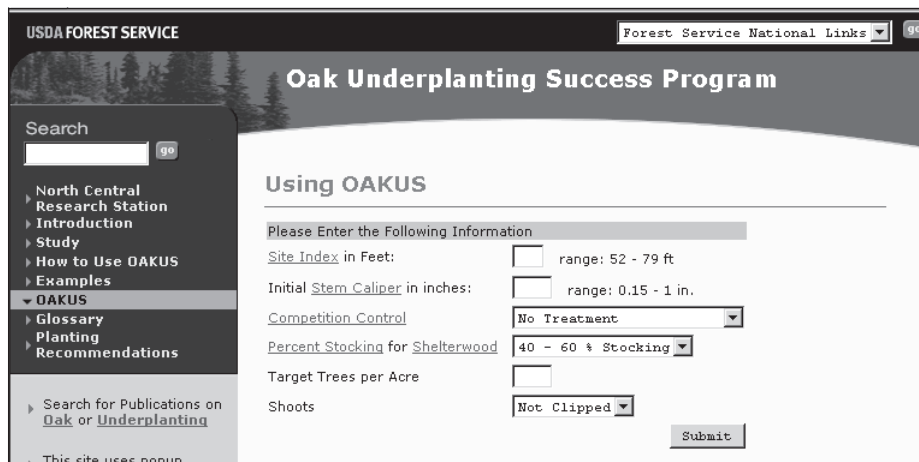 USDA FOREST SERVICE
Forest Service National Links
go
Oak Underplanting Success Program
Search
go
North Central
Research Station
Introduction
Study
How to Use OAKUS
Examples
OAKUS
Glossary
Planting
Recommendations
Search for Publications on
Oak or Underplanting
This site uses popup
Using OAKUS
Please Enter the Following Information
Site Index in Feet: range: 52 - 79 ft
Initial Stem Caliper in inches: range: 0.15 - 1 in.
Competition Control No Treatment
Percent Stocking for Shelterwood 40 - 60 % Stocking
Target Trees per Acre
Shoots Not Clipped
Submit